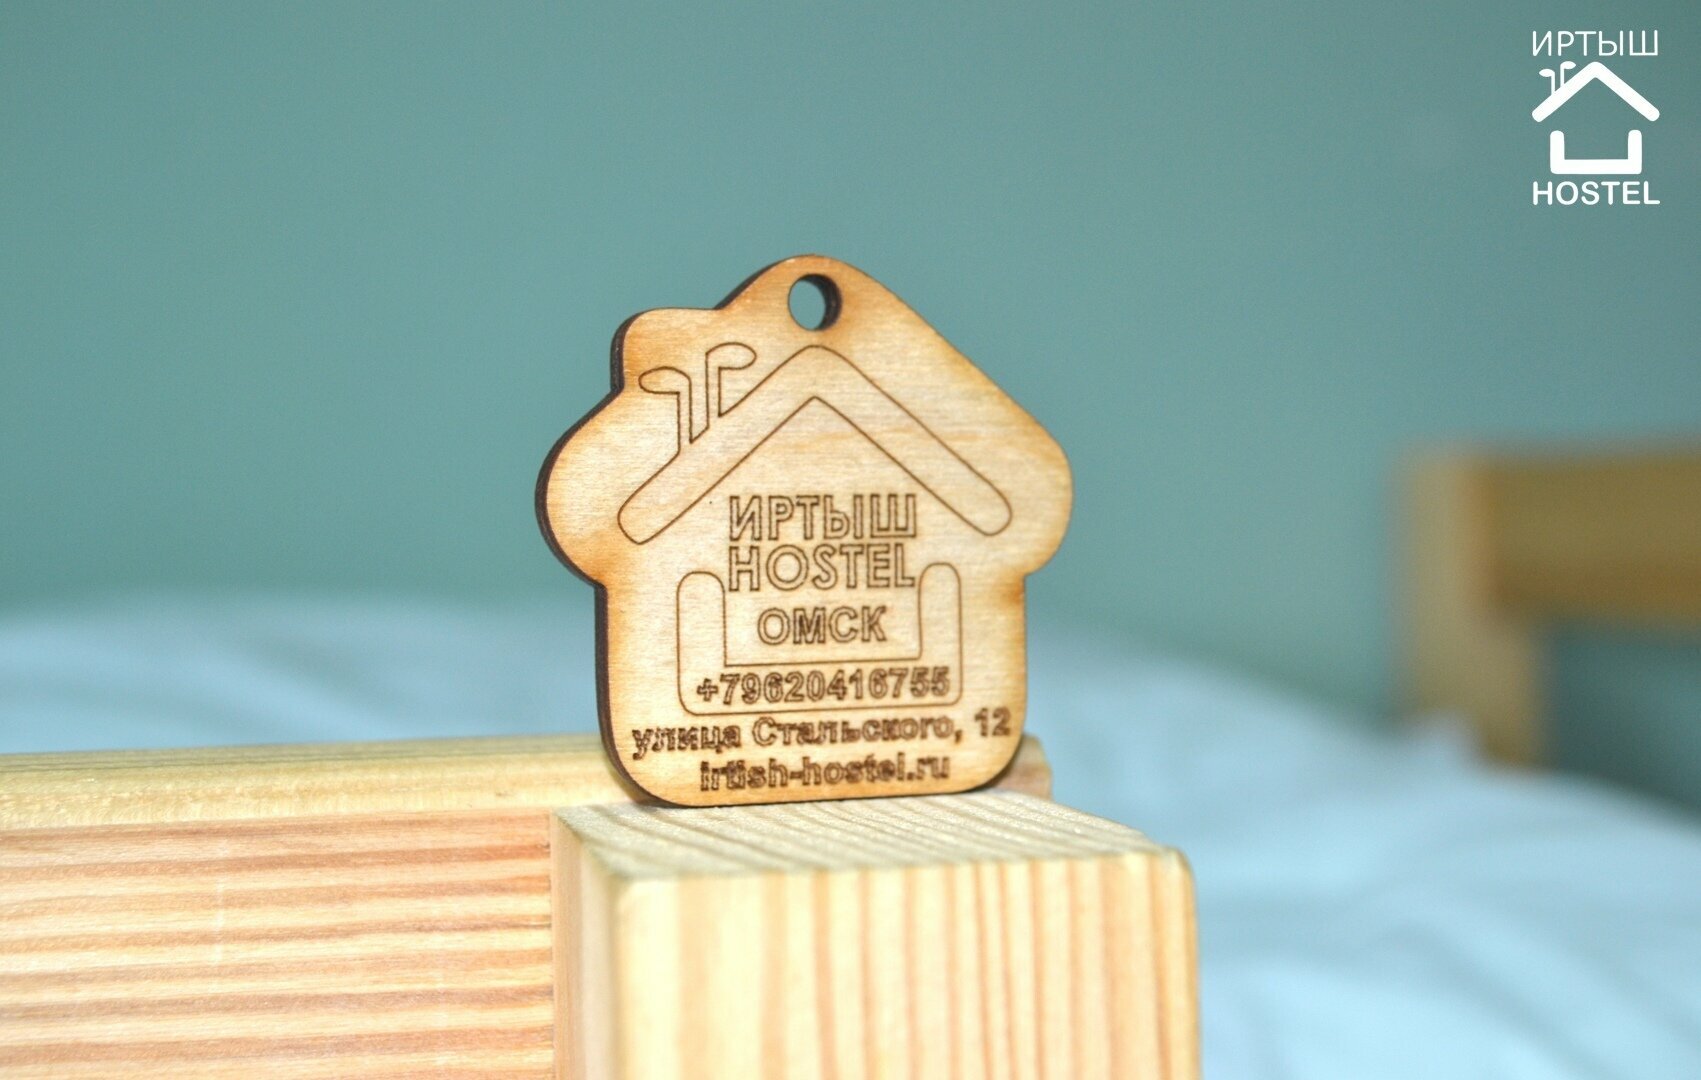 ИРТЫШ
HOSTEL
ИРТЫШ
HOSTEL
ОМСК
+79620416755
улица Стальского, 12
irtish-hostel.ru